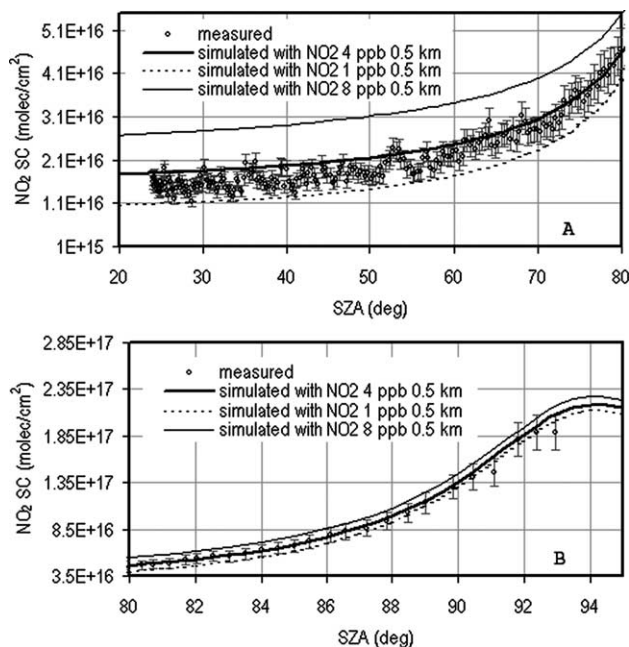 5.1E+16
4.1E+16
3.1E+16
2.1E+16
1.1E+16
1E+15
NO2 SC (molec/cm²)
measured
simulated with NO2 4 ppb 0.5 km
simulated with NO2 1 ppb 0.5 km
simulated with NO2 8 ppb 0.5 km
A
20 30 40 50 60 70 80
SZA (deg)
2.85E+17
2.35E+17
1.85E+17
1.35E+17
8.5E+16
3.5E+16
NO₂ SC (molec/cm²)
measured
simulated with NO2 4 ppb 0.5 km
simulated with NO2 1 ppb 0.5 km
simulated with NO2 8 ppb 0.5 km
B
80 82 84 86 88 90 92 94
SZA (deg)